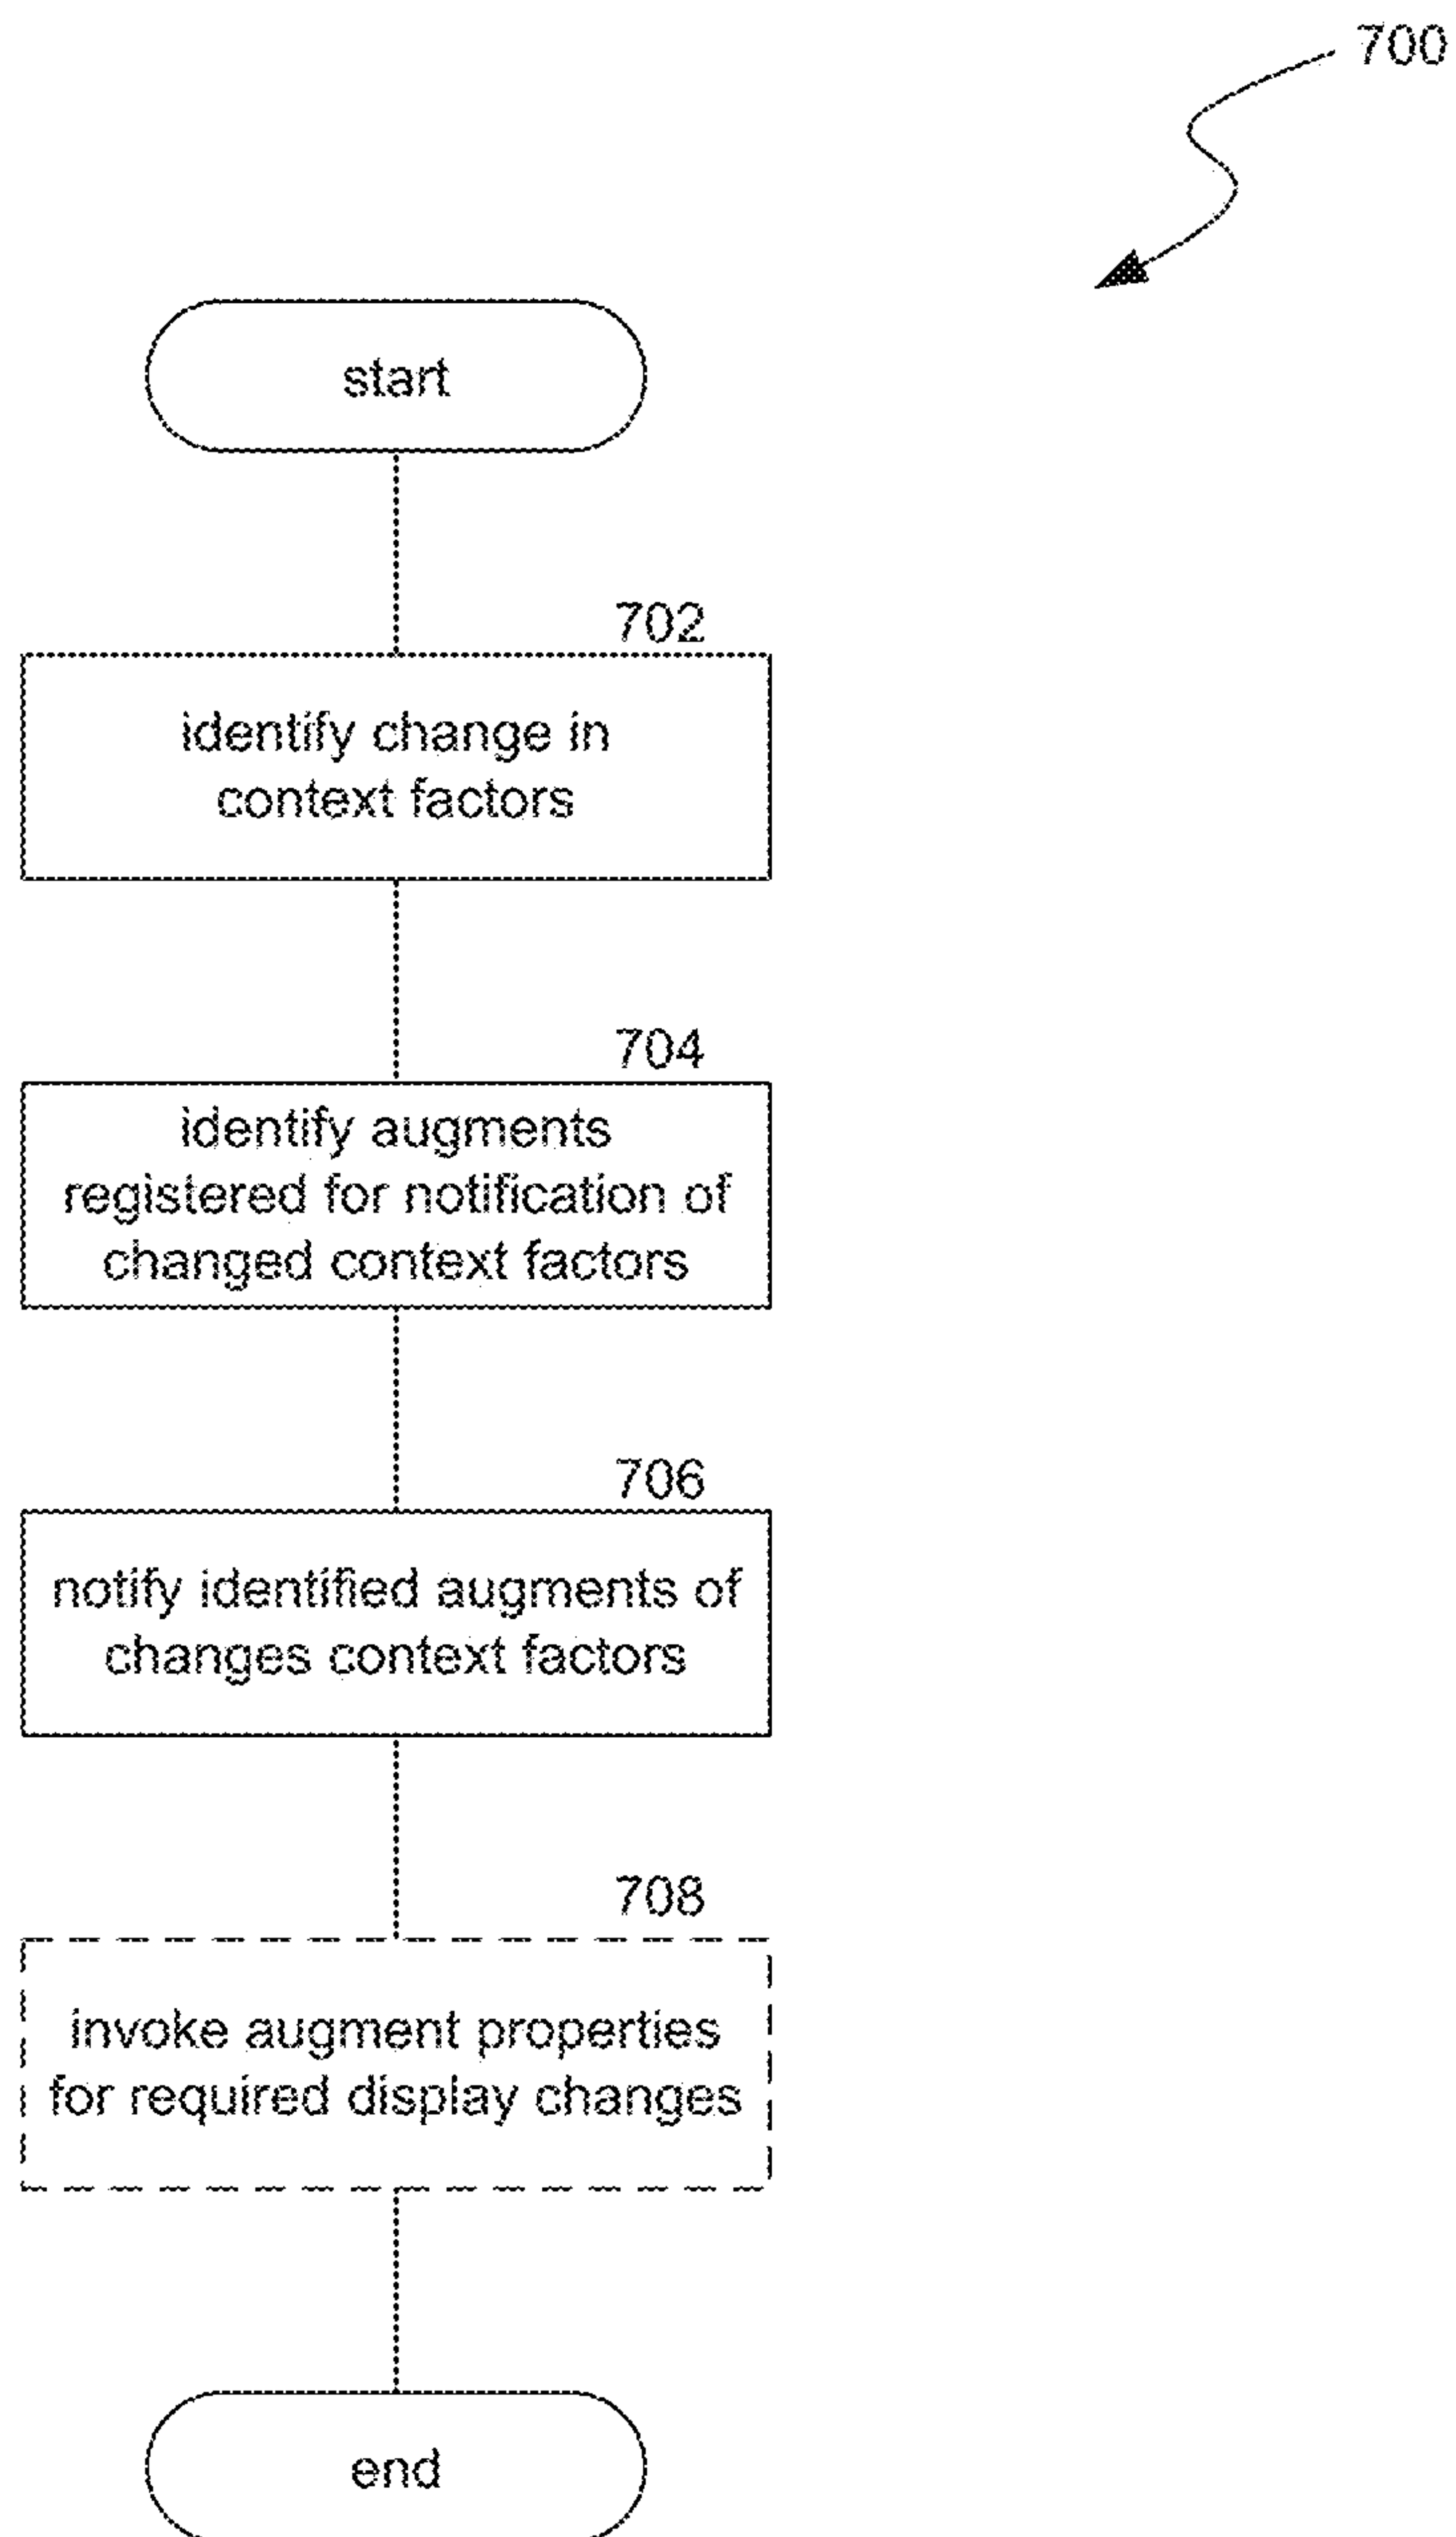 700
start
702
identify change in
context factors
704
identify augments
registered for notification of
changed context factors
706
notify identified augments of
changes context factors
708
invoke augment properties
for required display changes
end